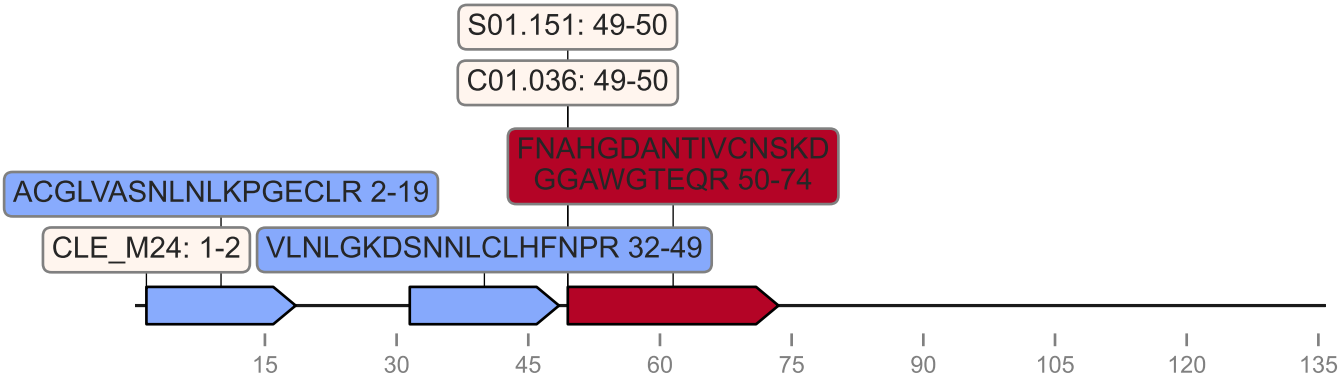 S01.151: 49-50
C01.036: 49-50
FNAHGDANTIVCNSKD
GGAWGTEQR 50-74
ACGLVASNLNLKPGECLR 2-19
CLE_M24: 1-2
VLNLGKDSNNLCLHFNPR 32-49
15 30 45 60 75 90 105 120 135